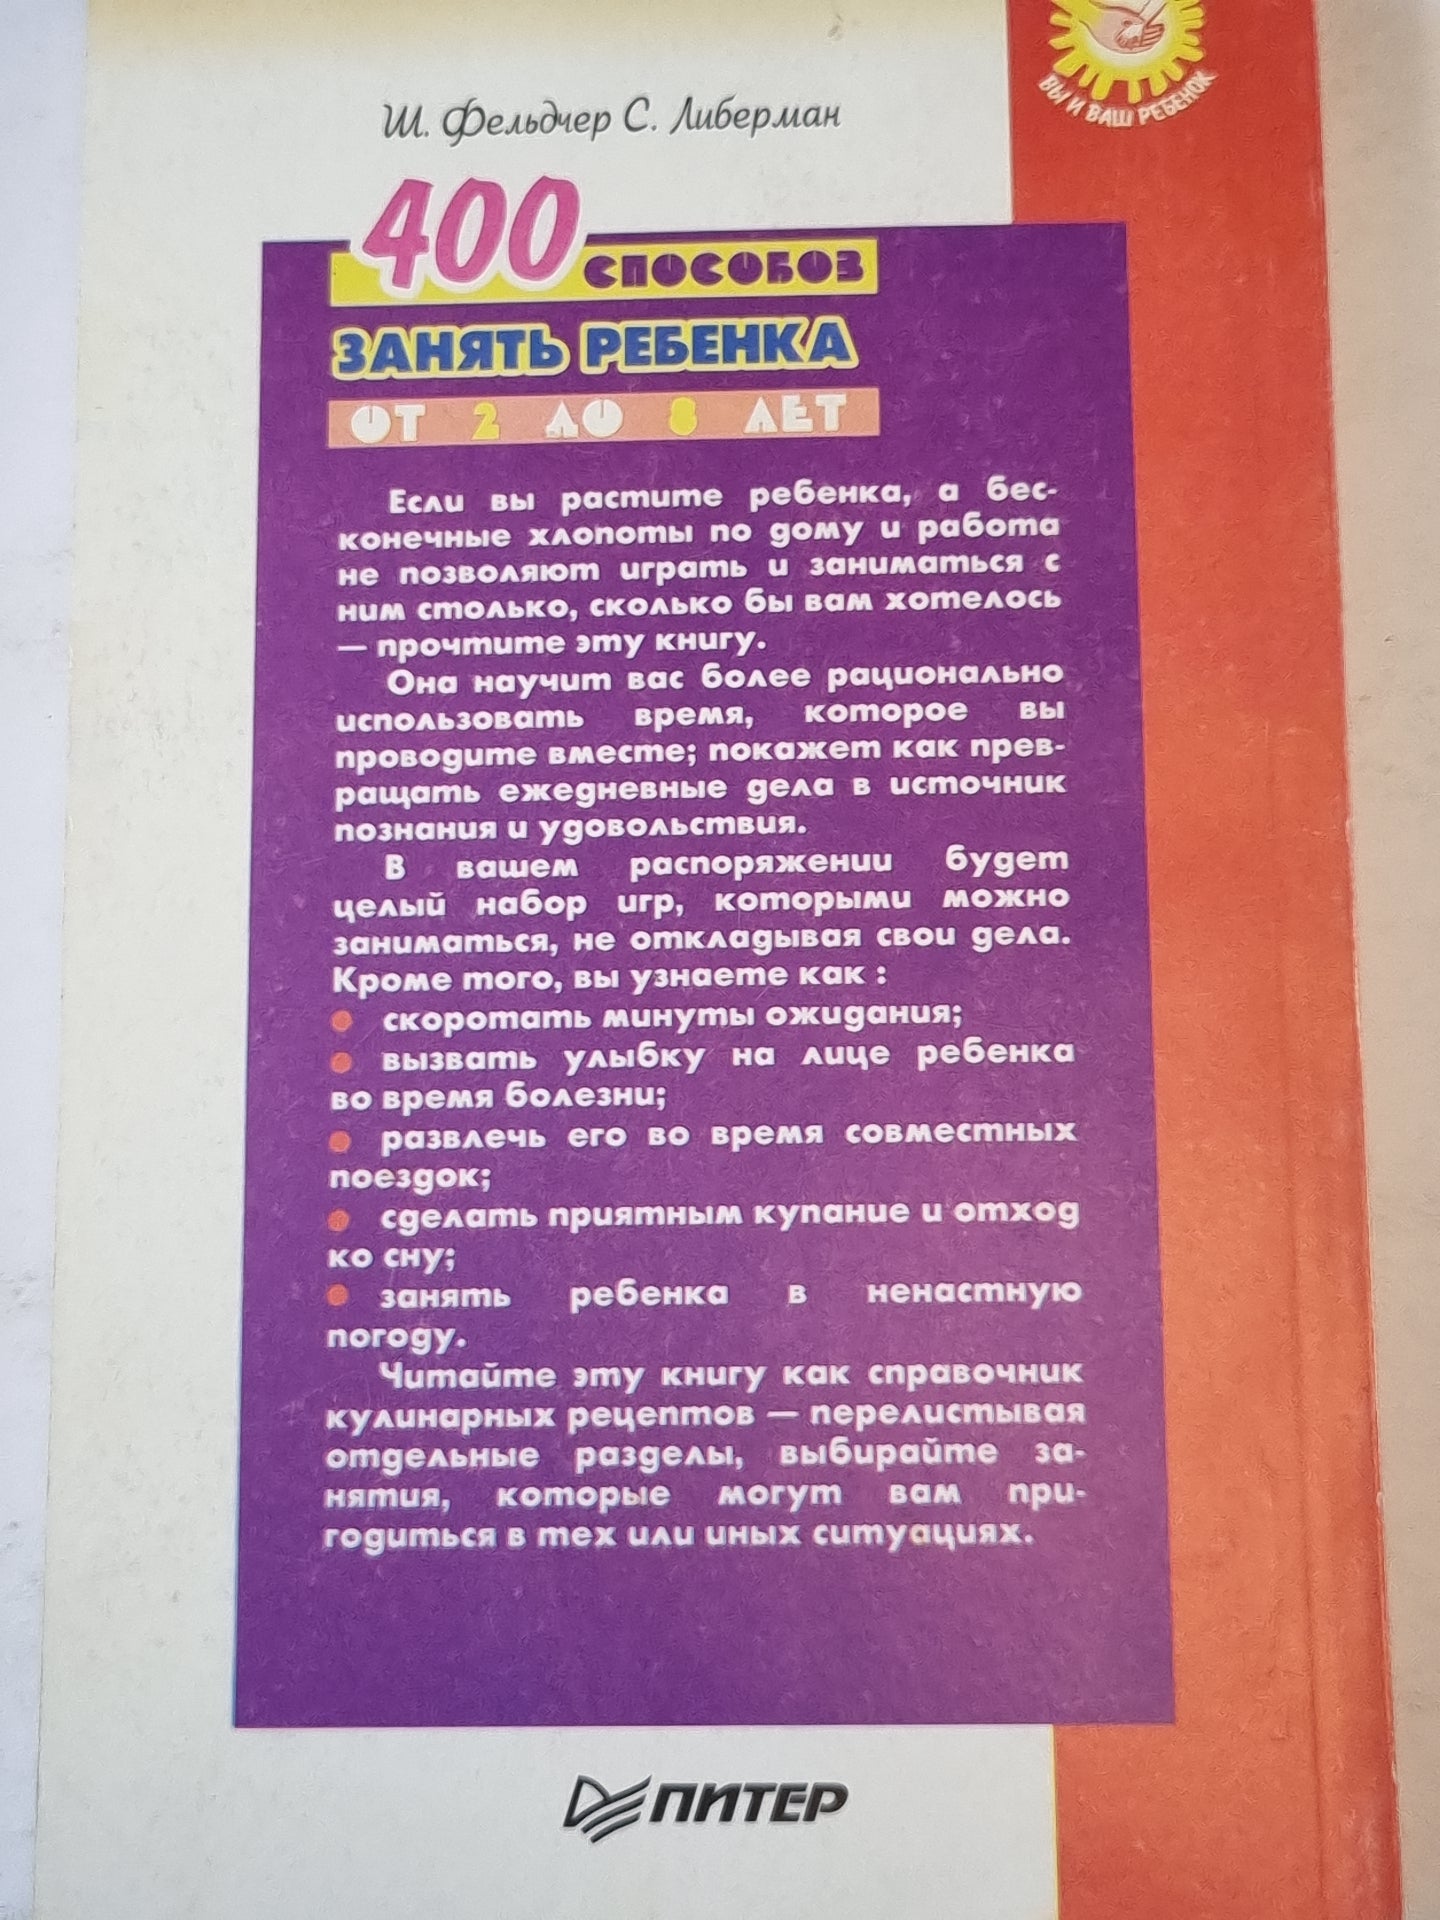 ВЫ И ВАШ РЕБЕНОК
Ш. Фельдчер С. Либерман
400 СПОСОБОВ
ЗАНЯТЬ РЕБЕНКА
ОТ 2 ДО 8 ЛЕТ
Если вы растите ребенка, а бес-
конечные хлопоты по дому и работа
не позволяют играть и заниматься с
ним столько, сколько бы вам хотелось
— прочтите эту книгу.
Она научит вас более рационально
использовать время, которое вы
проводите вместе; покажет как прев-
ращать ежедневные дела в источник
познания и удовольствия.
В вашем распоряжении будет
целый набор игр, которыми можно
заниматься, не откладывая свои дела.
Кроме того, вы узнаете как :
● скоротать минуты ожидания;
● вызвать улыбку на лице ребенка
во время болезни;
● развлечь его во время совместных
поездок;
● сделать приятным купание и отход
ко сну;
● занять ребенка в ненастную
погоду.
Читайте эту книгу как справочник
кулинарных рецептов — перелистывая
отдельные разделы, выбирайте за-
нятия, которые могут вам при-
годиться в тех или иных ситуациях.
ПИТЕР